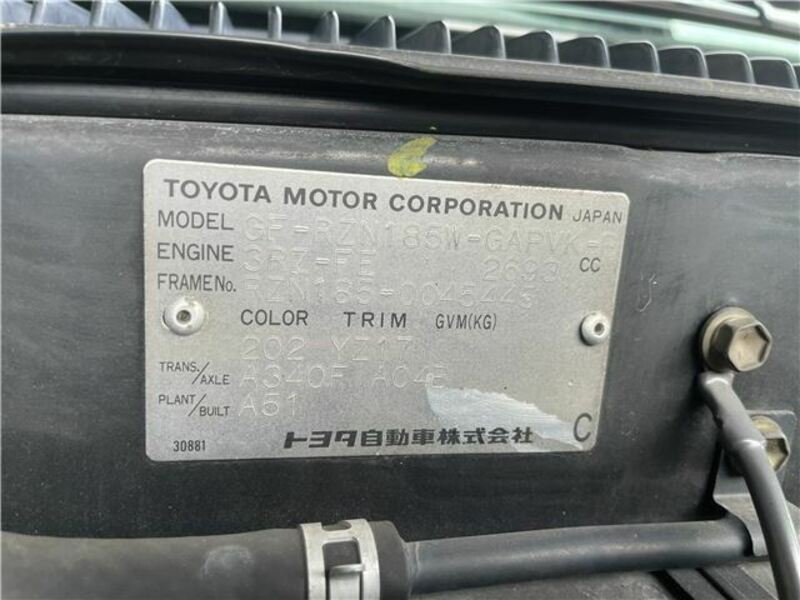 TOYOTA MOTOR CORPORATION JAPAN
MODEL GF-RZN185W-GAPVK
ENGINE 3RZ-FE 2693 CC
FRAME No. RZN185-0045445
COLOR TRIM GVM(KG)
202 YZ17
TRANS./AXLE A340F A04E
PLANT/BUILT A51
30881 トヨタ自動車株式会社 C